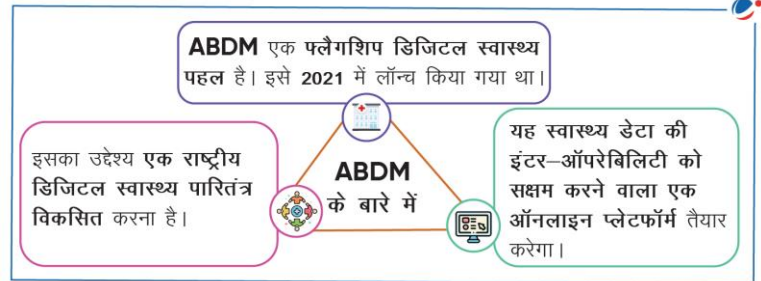 ABDM एक फ्लैगशिप डिजिटल स्वास्थ्य
पहल है। इसे 2021 में लॉन्च किया गया था।
इसका उद्देश्य एक राष्ट्रीय
डिजिटल स्वास्थ्य पारितंत्र
विकसित करना है।
ABDM
के बारे में
यह स्वास्थ्य डेटा की
इंटर–ऑपरेबिलिटी को
सक्षम करने वाला एक
ऑनलाइन प्लेटफॉर्म तैयार
करेगा।